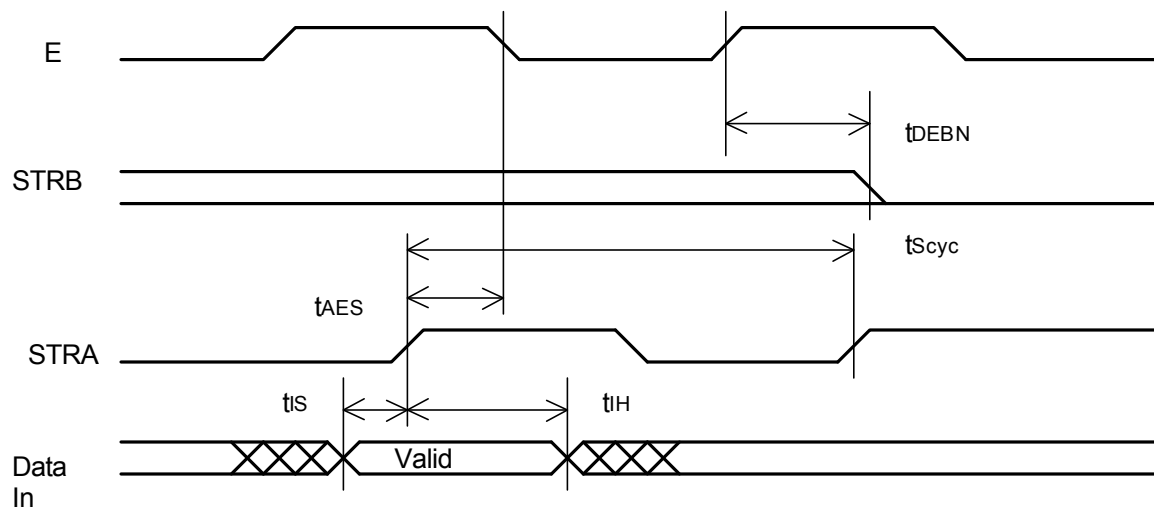 E
tDEBN
STRB
tScyc
tAES
STRA
tIS
tIH
Valid
Data
In